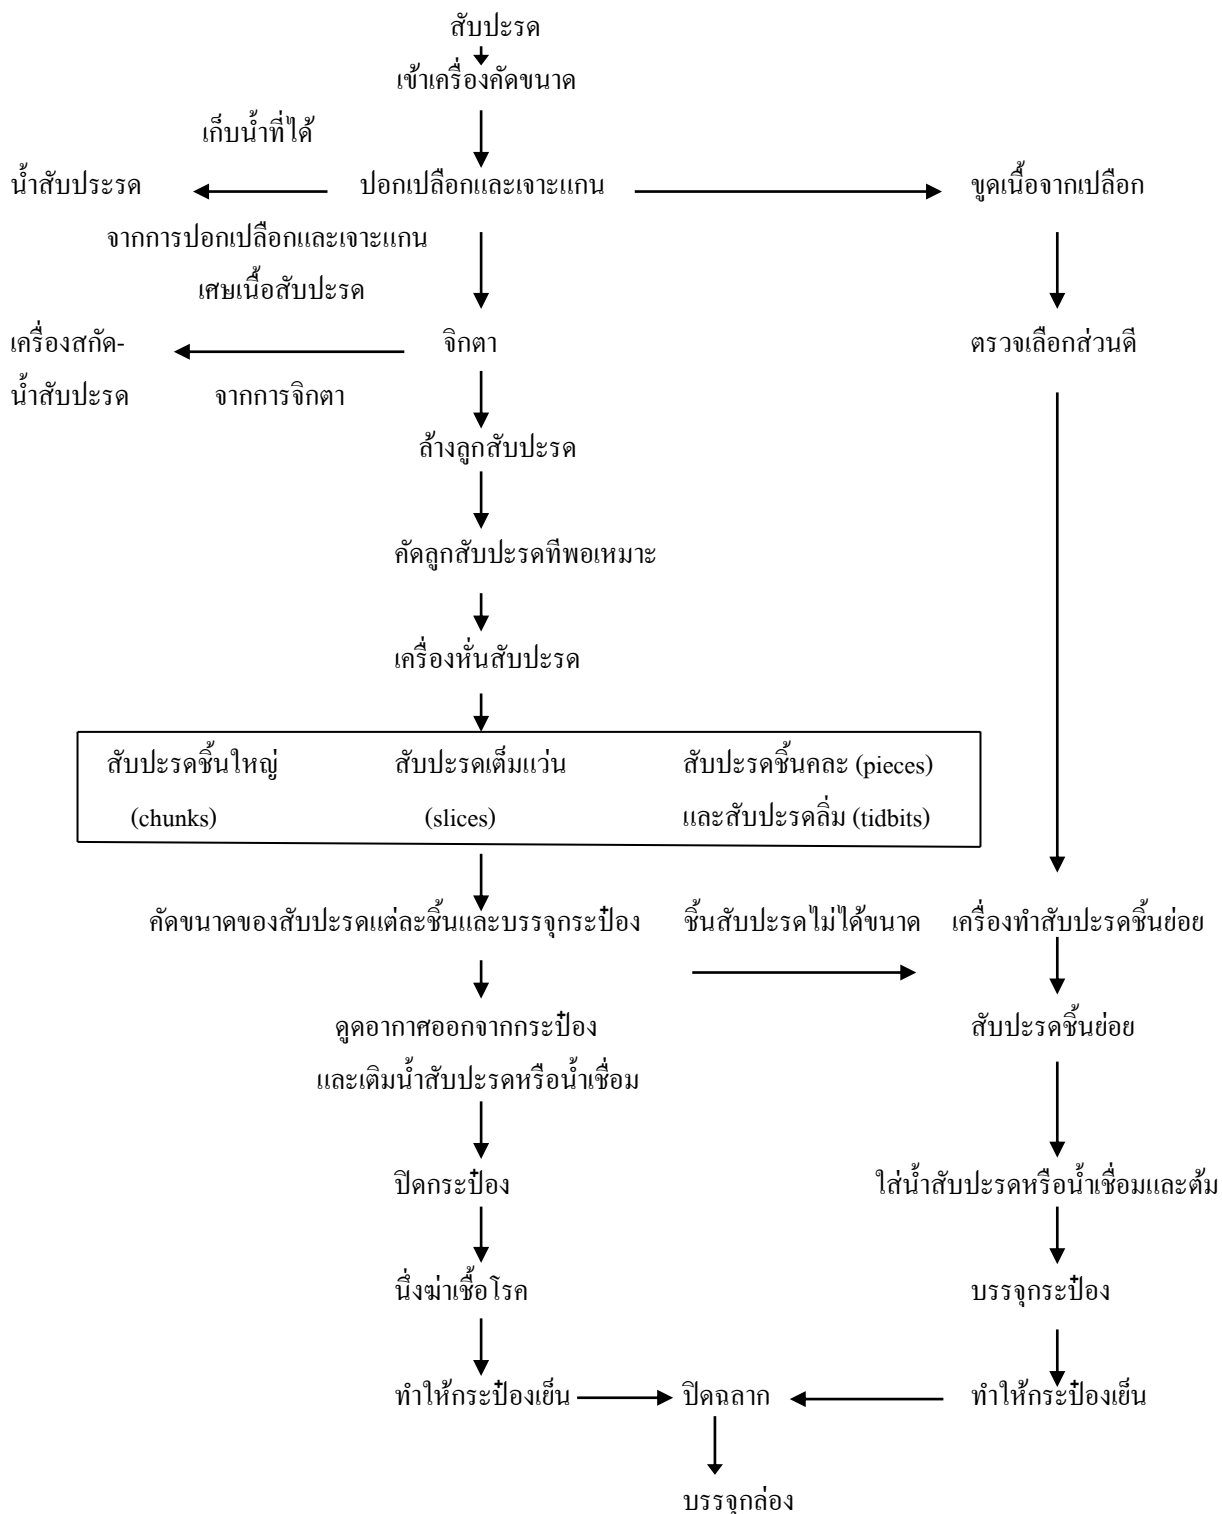 สับปะรด
เข้าเครื่องคัดขนาด
เก็บน้ำที่ได้
น้ำสับประรด ปอกเปลือกและเจาะแกน ขูดเนื้อจากเปลือก
จากการปอกเปลือกและเจาะแกน
เศษเนื้อสับปะรด
เครื่องสกัด- จิกตา ตรวจเลือกส่วนดี
น้ำสับปะรด จากการจิกตา
ล้างลูกสับปะรด
คัดลูกสับปะรดทีพอเหมาะ
เครื่องหั่นสับปะรด
สับปะรดชิ้นใหญ่ สับปะรดเต็มแว่น สับปะรดชิ้นคละ (pieces)
(chunks) (slices) และสับปะรดลิ่ม (tidbits)
คัดขนาดของสับปะรดแต่ละชิ้นและบรรจุกระป๋อง ชิ้นสับปะรดไม่ได้ขนาด เครื่องทำสับปะรดชิ้นย่อย
ดูดอากาศออกจากกระป๋อง สับปะรดชิ้นย่อย
และเติมน้ำสับปะรดหรือน้ำเชื่อม
ปิดกระป๋อง ใส่น้ำสับปะรดหรือน้ำเชื่อมและต้ม
นึ่งฆ่าเชื้อโรค บรรจุกระป๋อง
ทำให้กระป๋องเย็น ปิดฉลาก ทำให้กระป๋องเย็น
บรรจุกล่อง